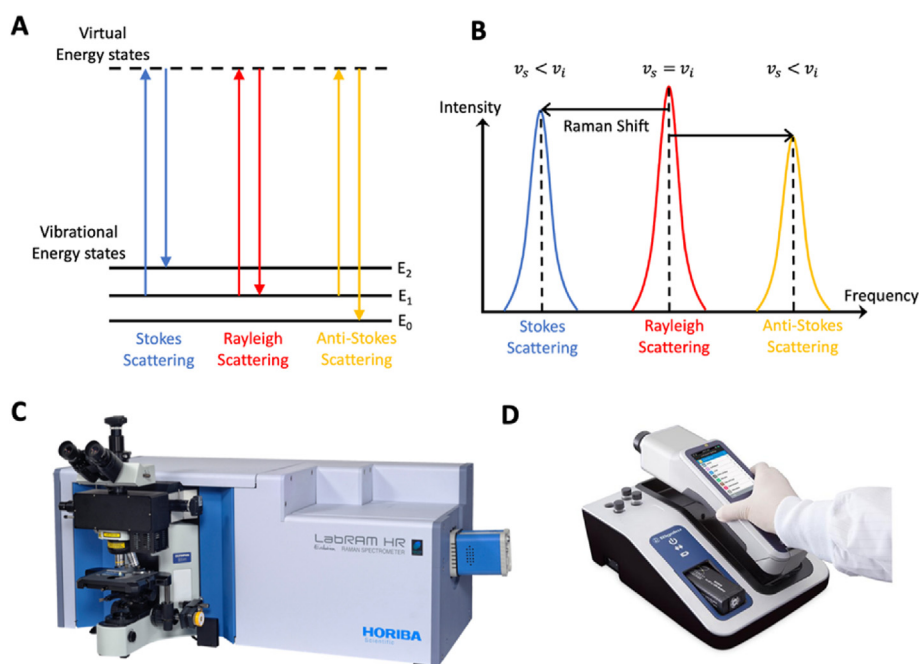 A
Virtual
Energy states
Vibrational
Energy states
E₂
E₁
E₀
Stokes
Scattering
Rayleigh
Scattering
Anti-Stokes
Scattering
B
vₛ < vᵢ
vₛ = vᵢ
vₛ < vᵢ
Intensity
Raman Shift
Frequency
Stokes
Scattering
Rayleigh
Scattering
Anti-Stokes
Scattering
C
LabRAM HR
RAMAN SPECTROMETER
HORIBA
HORIBA
Scientific
D